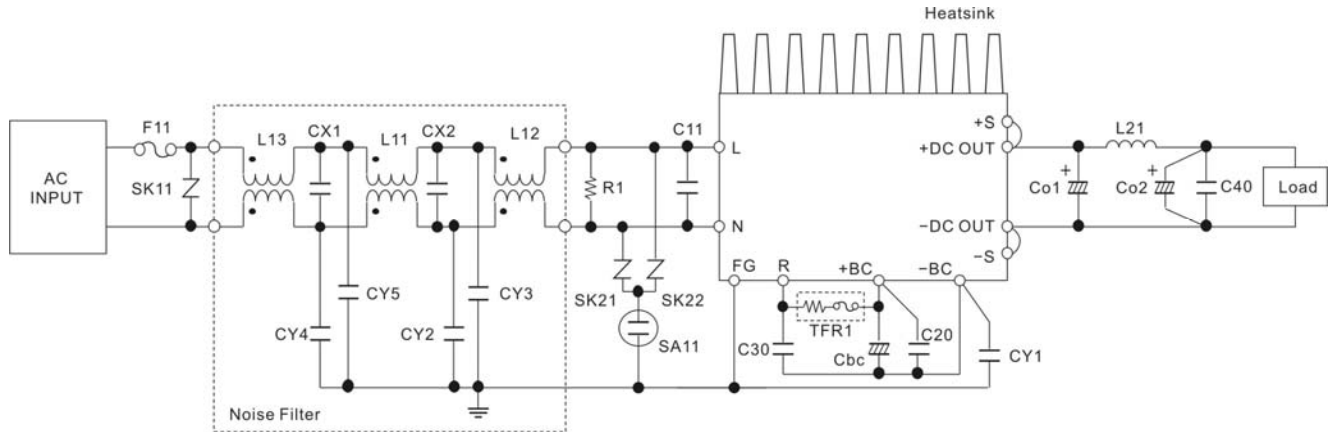 Heatsink
F11
L13
CX1
L11
CX2
L12
C11
L
+S
+DC OUT
L21
AC
INPUT
SK11
R1
Co1
+
Co2
+
C40
Load
N
−DC OUT
−S
FG
R
+BC
−BC
CY5
CY3
SK21
SK22
TFR1
CY4
CY2
SA11
C30
Cbc
C20
CY1
Noise Filter